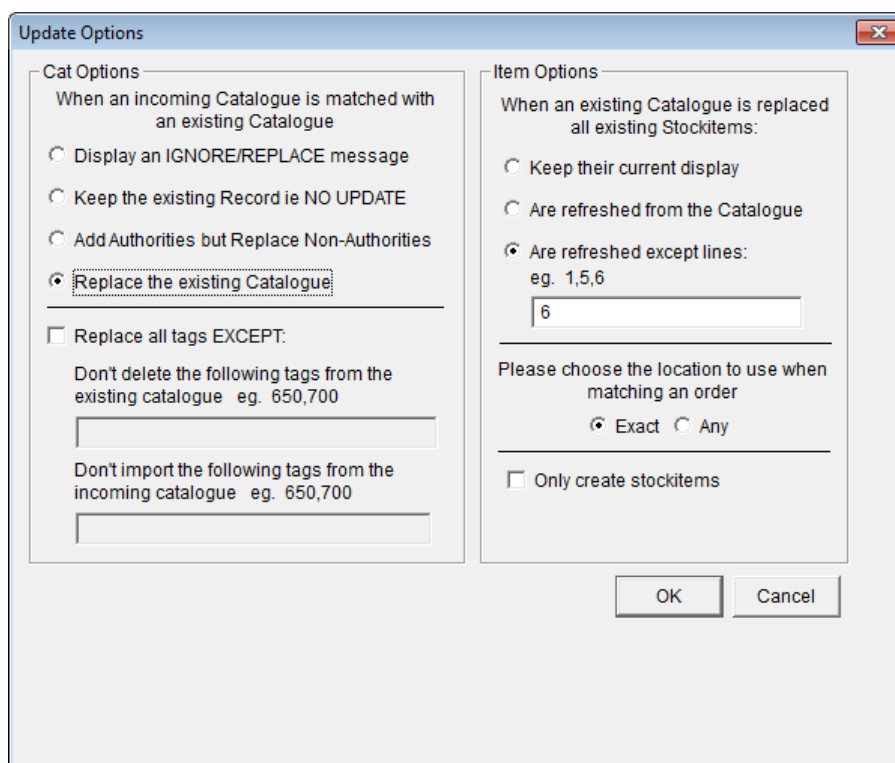 Update Options
Cat Options
When an incoming Catalogue is matched with
an existing Catalogue
Display an IGNORE/REPLACE message
Keep the existing Record ie NO UPDATE
Add Authorities but Replace Non-Authorities
Replace the existing Catalogue
Replace all tags EXCEPT:
Don't delete the following tags from the
existing catalogue eg. 650,700
Don't import the following tags from the
incoming catalogue eg. 650,700
Item Options
When an existing Catalogue is replaced
all existing Stockitems:
Keep their current display
Are refreshed from the Catalogue
Are refreshed except lines:
eg. 1,5,6
6
Please choose the location to use when
matching an order
Exact Any
Only create stockitems
OK Cancel